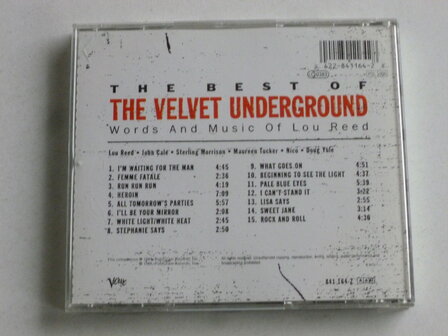 4 222-841164-2 8
THE BEST OF
THE VELVET UNDERGROUND
Words And Music Of Lou Reed
Lou Reed • John Cale • Sterling Morrison • Maureen Tucker • Nico • Doug Yule
1. I'M WAITING FOR THE MAN 4:45
2. FEMME FATALE 2:36
3. RUN RUN RUN 4:19
4. HEROIN 7:09
5. ALL TOMORROW'S PARTIES 5:57
6. I'LL BE YOUR MIRROR 2:08
7. WHITE LIGHT/WHITE HEAT 2:45
8. STEPHANIE SAYS 2:50
9. WHAT GOES ON 4:51
10. BEGINNING TO SEE THE LIGHT 4:37
11. PALE BLUE EYES 5:39
12. I CAN'T STAND IT 3:22
13. LISA SAYS 2:55
14. SWEET JANE 3:14
15. ROCK AND ROLL 4:36
Verve
841 164-2